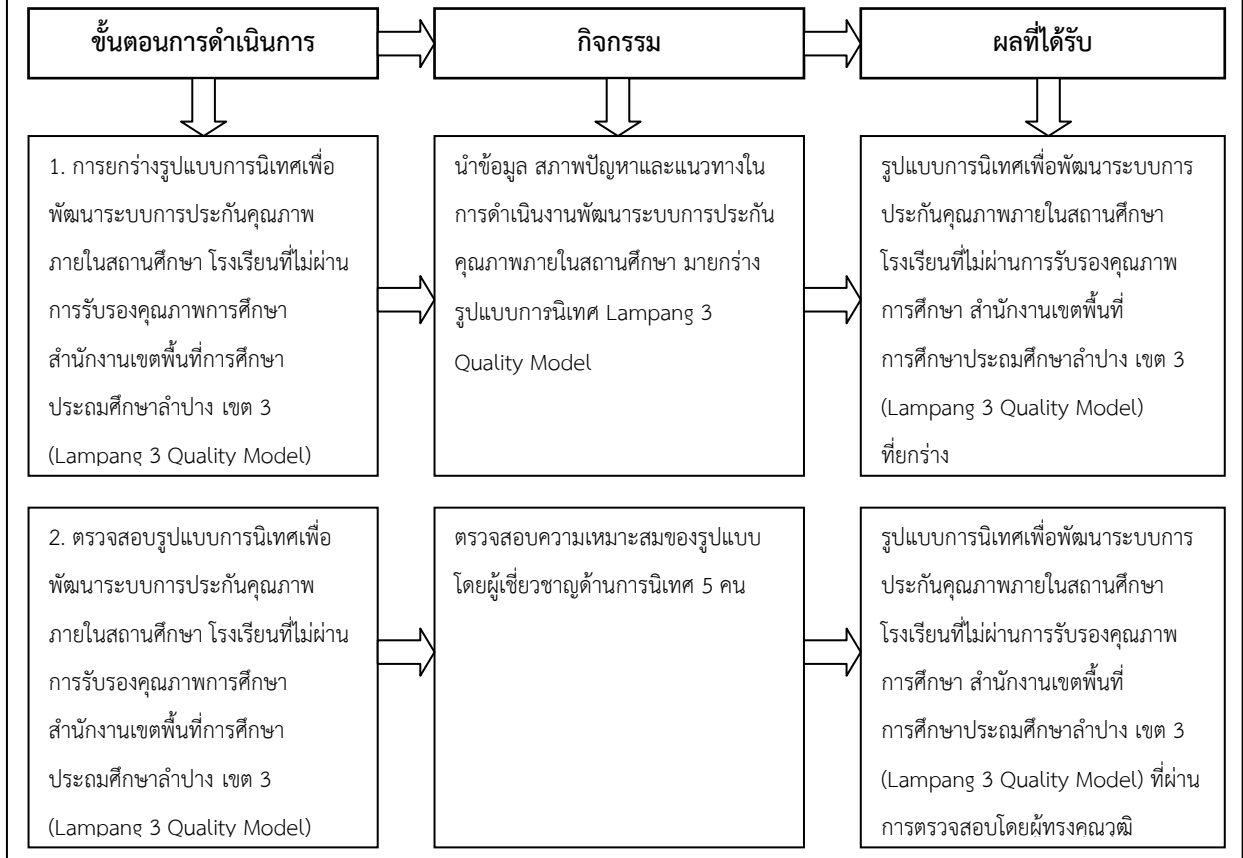 ขั้นตอนการดำเนินการ
กิจกรรม
ผลที่ได้รับ
1. การยกร่างรูปแบบการนิเทศเพื่อ
พัฒนาระบบการประกันคุณภาพ
ภายในสถานศึกษา โรงเรียนที่ไม่ผ่าน
การรับรองคุณภาพการศึกษา
สำนักงานเขตพื้นที่การศึกษา
ประถมศึกษาลำปาง เขต 3
(Lampang 3 Quality Model)
นำข้อมูล สภาพปัญหาและแนวทางใน
การดำเนินงานพัฒนาระบบการประกัน
คุณภาพภายในสถานศึกษา มายกร่าง
รูปแบบการนิเทศ Lampang 3
Quality Model
รูปแบบการนิเทศเพื่อพัฒนาระบบการ
ประกันคุณภาพภายในสถานศึกษา
โรงเรียนที่ไม่ผ่านการรับรองคุณภาพ
การศึกษา สำนักงานเขตพื้นที่
การศึกษาประถมศึกษาลำปาง เขต 3
(Lampang 3 Quality Model)
ที่ยกร่าง
2. ตรวจสอบรูปแบบการนิเทศเพื่อ
พัฒนาระบบการประกันคุณภาพ
ภายในสถานศึกษา โรงเรียนที่ไม่ผ่าน
การรับรองคุณภาพการศึกษา
สำนักงานเขตพื้นที่การศึกษา
ประถมศึกษาลำปาง เขต 3
(Lampang 3 Quality Model)
ตรวจสอบความเหมาะสมของรูปแบบ
โดยผู้เชี่ยวชาญด้านการนิเทศ 5 คน
รูปแบบการนิเทศเพื่อพัฒนาระบบการ
ประกันคุณภาพภายในสถานศึกษา
โรงเรียนที่ไม่ผ่านการรับรองคุณภาพ
การศึกษา สำนักงานเขตพื้นที่
การศึกษาประถมศึกษาลำปาง เขต 3
(Lampang 3 Quality Model) ที่ผ่าน
การตรวจสอบโดยผู้ทรงคุณวุฒิ